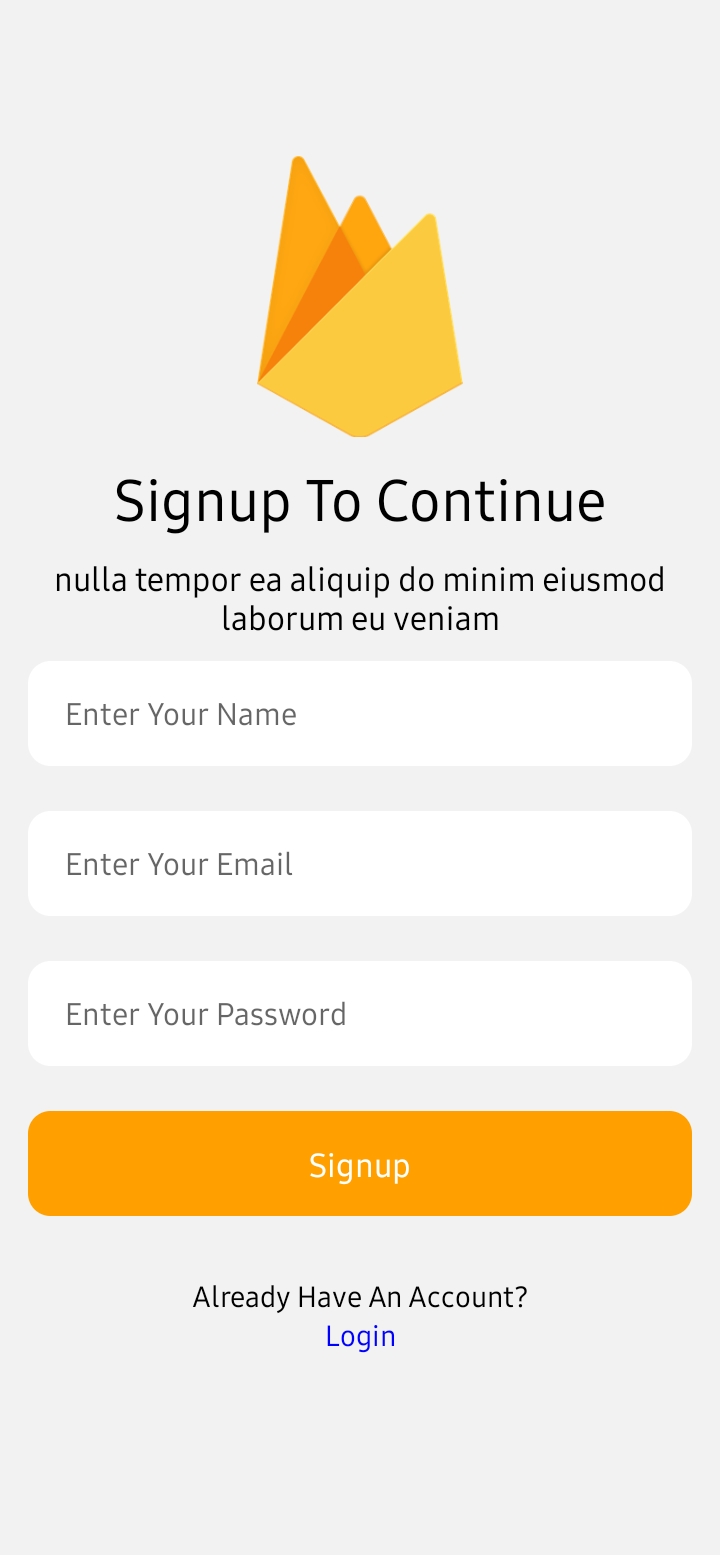 Signup To Continue
nulla tempor ea aliquip do minim eiusmod
laborum eu veniam
Enter Your Name
Enter Your Email
Enter Your Password
Signup
Already Have An Account?
Login